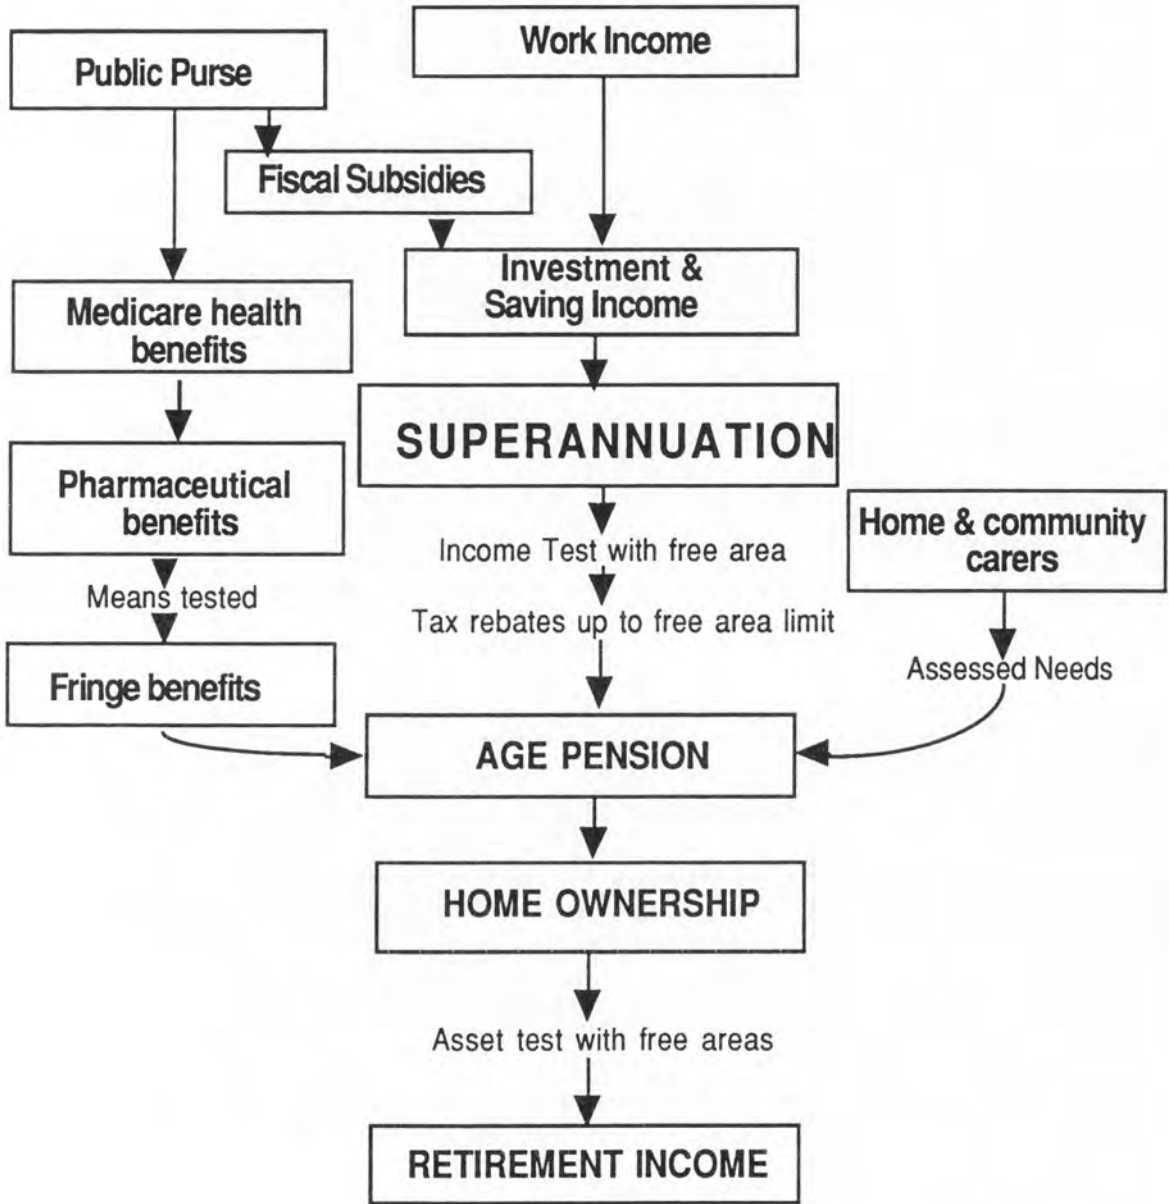 Public Purse
Work Income
Fiscal Subsidies
Investment &
Saving Income
Medicare health
benefits
SUPERANNUATION
Pharmaceutical
benefits
Home & community
carers
Income Test with free area
Means tested
Tax rebates up to free area limit
Assessed Needs
Fringe benefits
AGE PENSION
HOME OWNERSHIP
Asset test with free areas
RETIREMENT INCOME